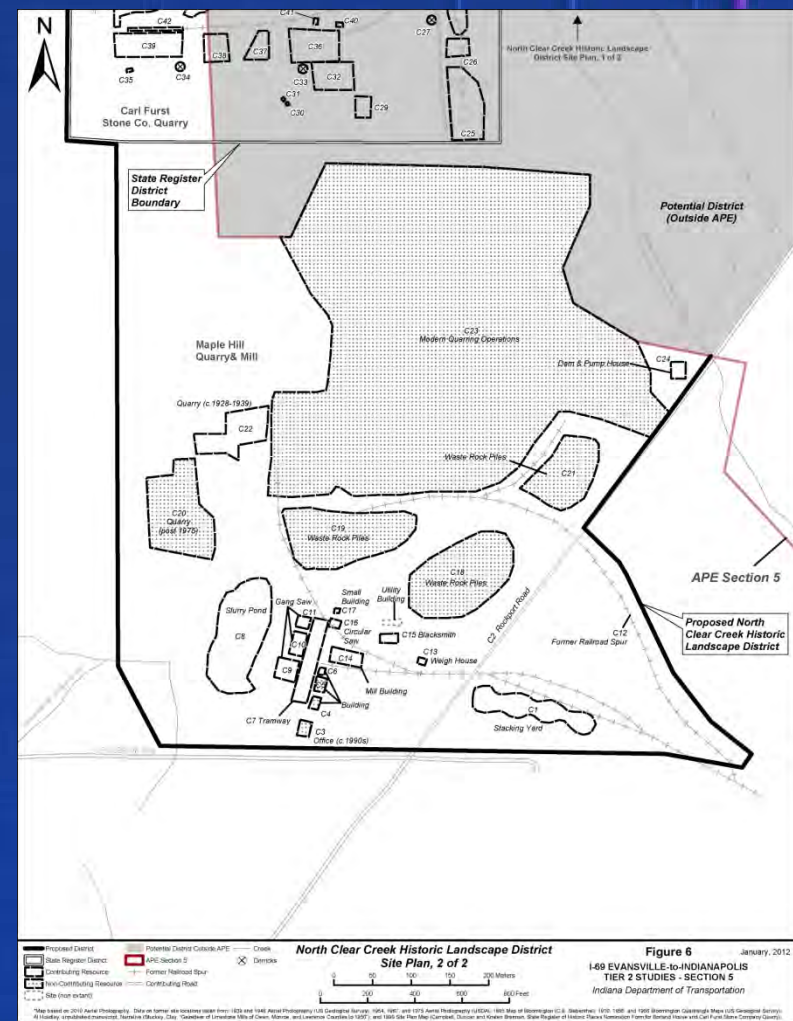 N
C42
C41
C40
C39
C38
C37
C36
C27
C35
C34
C33
C32
C26
C31
C30
C29
C25
North Clear Creek Historic Landscape
District Site Plan, 1 of 2
Carl Furst
Stone Co. Quarry
State Register
District
Boundary
Potential District
(Outside APE)
C23
Modern Quarring Operations
Maple Hill
Quarry& Mill
C24
Dam & Pump House
Quarry (c.1928-1939)
C22
Waste Rock Piles
C21
C20
Quarry
(post 1975)
C19
Waste Rock Piles
C18
Waste Rock Piles
APE Section 5
C2 Rockport Road
Small
Building
C17
Utility
Building
Gang Saw
C11
C16
Circular
Saw
C15 Blacksmith
Slurry Pond
C8
C10
C9
C14
C13
Weigh House
C12
Former Railroad Spur
Proposed North
Clear Creek Historic
Landscape District
Mill Building
C6
Building
C4
C7 Tramway
C3
Office (c.1990s)
C1
Stacking Yard
Proposed District
State Register District
Contributing Resource
Non-Contributing Resource
Site (non extant)
Potential District Outside APE
APE Section 5
Former Railroad Spur
Contributing Road
Creek
Derricks
North Clear Creek Historic Landscape District
Site Plan, 2 of 2
0 50 100 150 200 Meters
0 200 400 600 800 Feet
Figure 6
January, 2012
I-69 EVANSVILLE-to-INDIANAPOLIS
TIER 2 STUDIES - SECTION 5
Indiana Department of Transportation